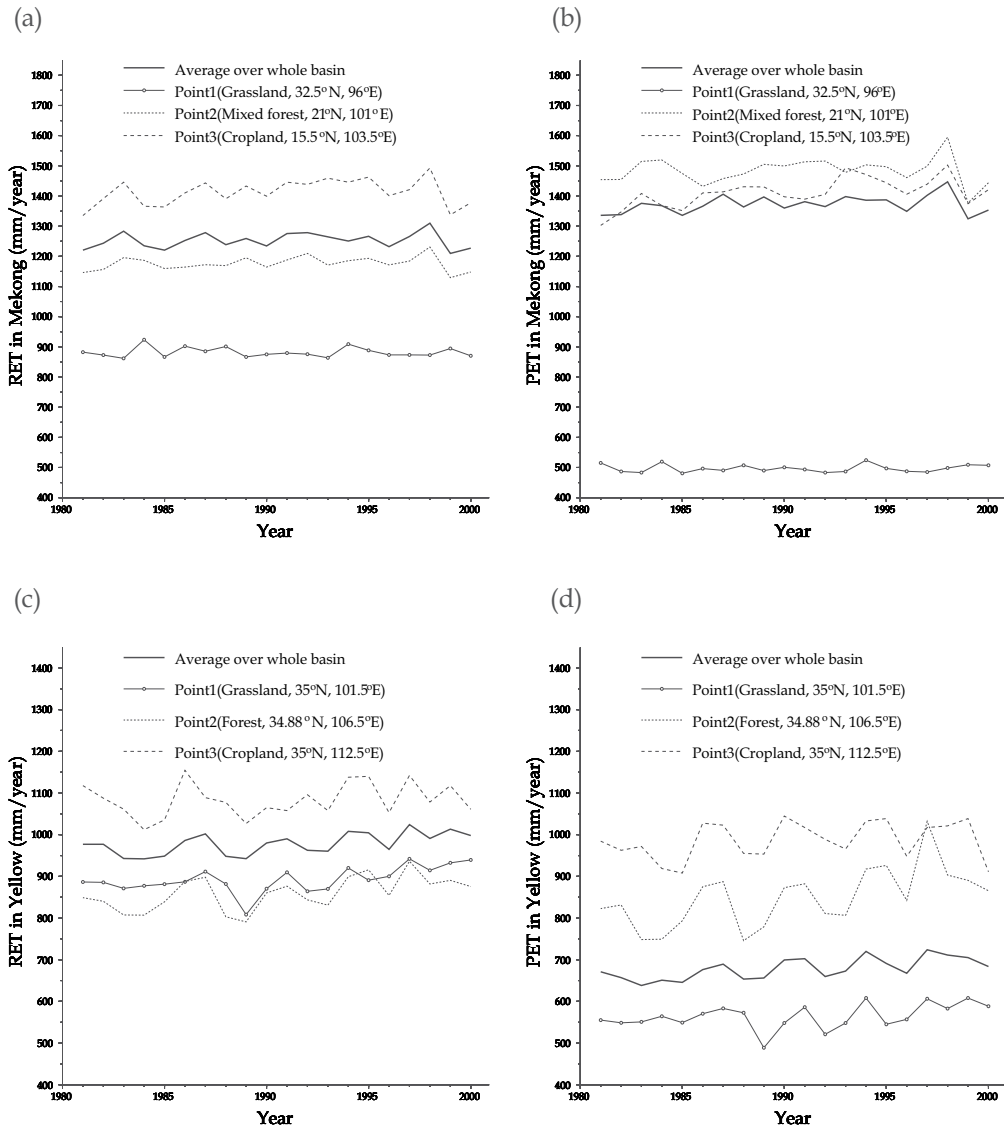 (a)
Average over whole basin
Point1(Grassland, 32.5°N, 96°E)
Point2(Mixed forest, 21°N, 101°E)
Point3(Cropland, 15.5°N, 103.5°E)
RET in Mekong (mm/year)
1800
1700
1600
1500
1400
1300
1200
1100
1000
900
800
700
600
500
400
1980
1985
1990
1995
2000
Year
(b)
Average over whole basin
Point1(Grassland, 32.5°N, 96°E)
Point2(Mixed forest, 21°N, 101°E)
Point3(Cropland, 15.5°N, 103.5°E)
PET in Mekong (mm/year)
1800
1700
1600
1500
1400
1300
1200
1100
1000
900
800
700
600
500
400
1980
1985
1990
1995
2000
Year
(c)
Average over whole basin
Point1(Grassland, 35°N, 101.5°E)
Point2(Forest, 34.88°N, 106.5°E)
Point3(Cropland, 35°N, 112.5°E)
RET in Yellow (mm/year)
1400
1300
1200
1100
1000
900
800
700
600
500
400
1980
1985
1990
1995
2000
Year
(d)
Average over whole basin
Point1(Grassland, 35°N, 101.5°E)
Point2(Forest, 34.88°N, 106.5°E)
Point3(Cropland, 35°N, 112.5°E)
PET in Yellow (mm/year)
1400
1300
1200
1100
1000
900
800
700
600
500
400
1980
1985
1990
1995
2000
Year